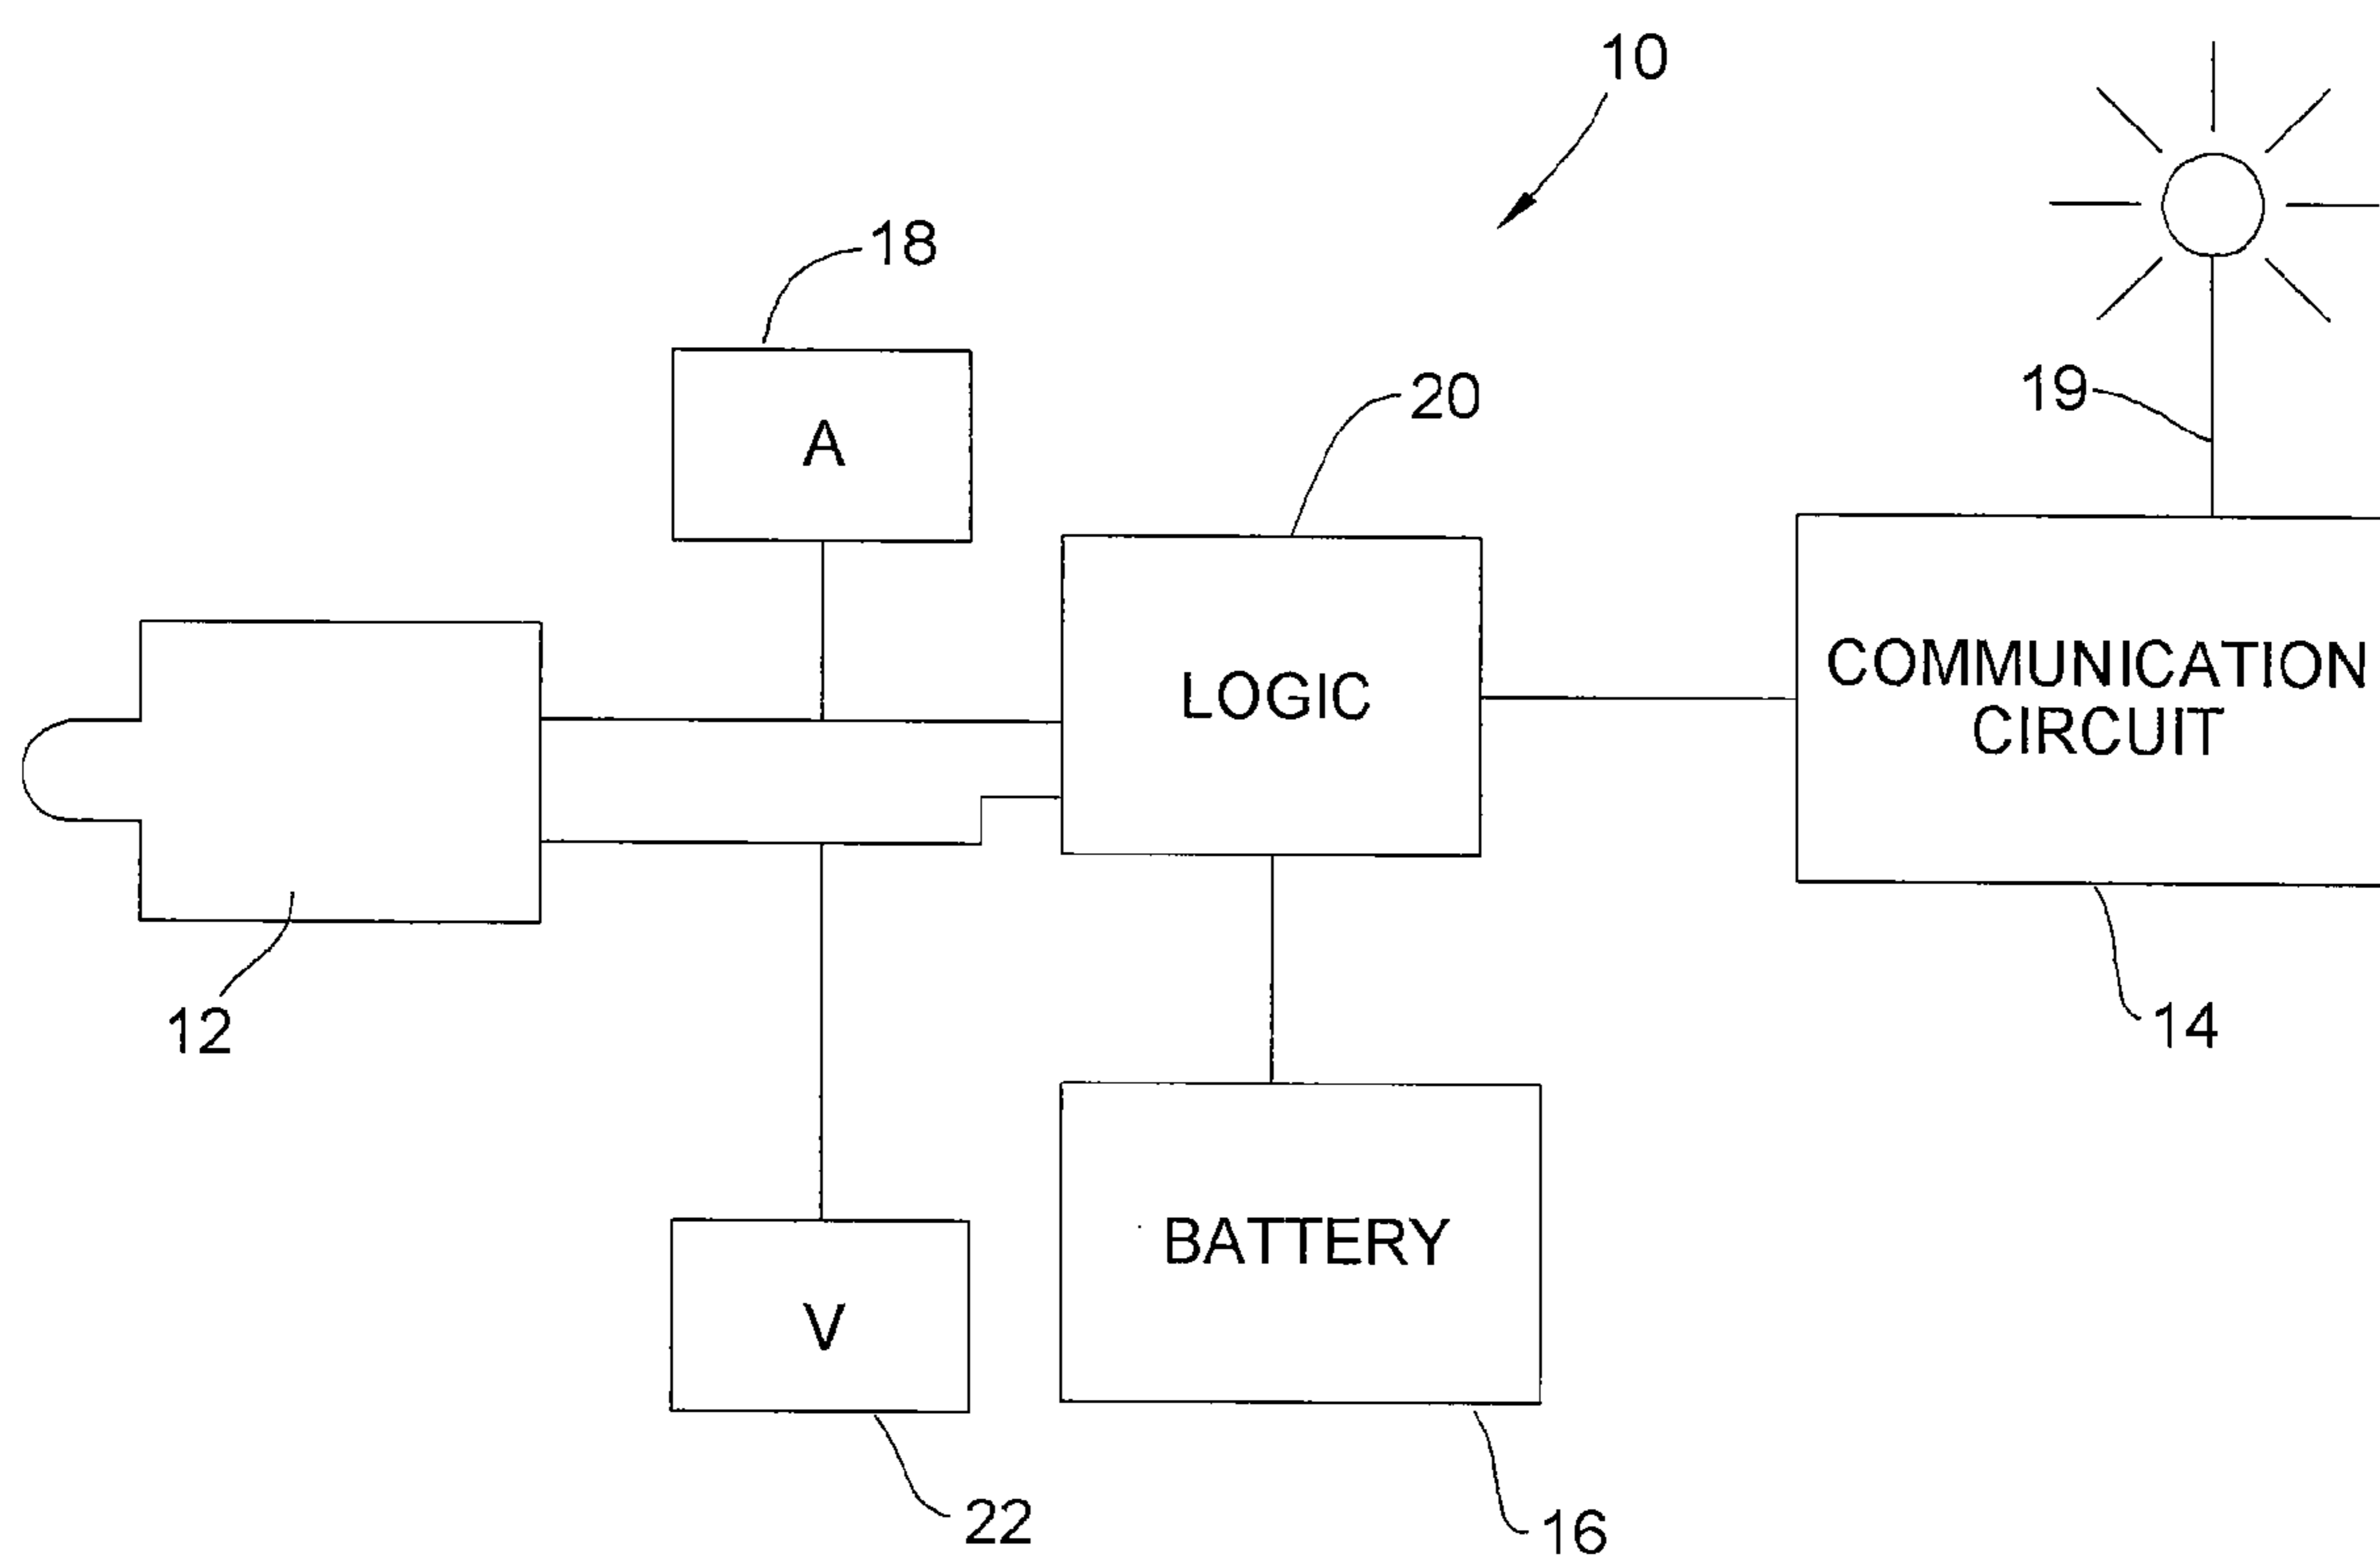 10
18
A
20
19
LOGIC
COMMUNICATION
CIRCUIT
12
14
BATTERY
V
22
16